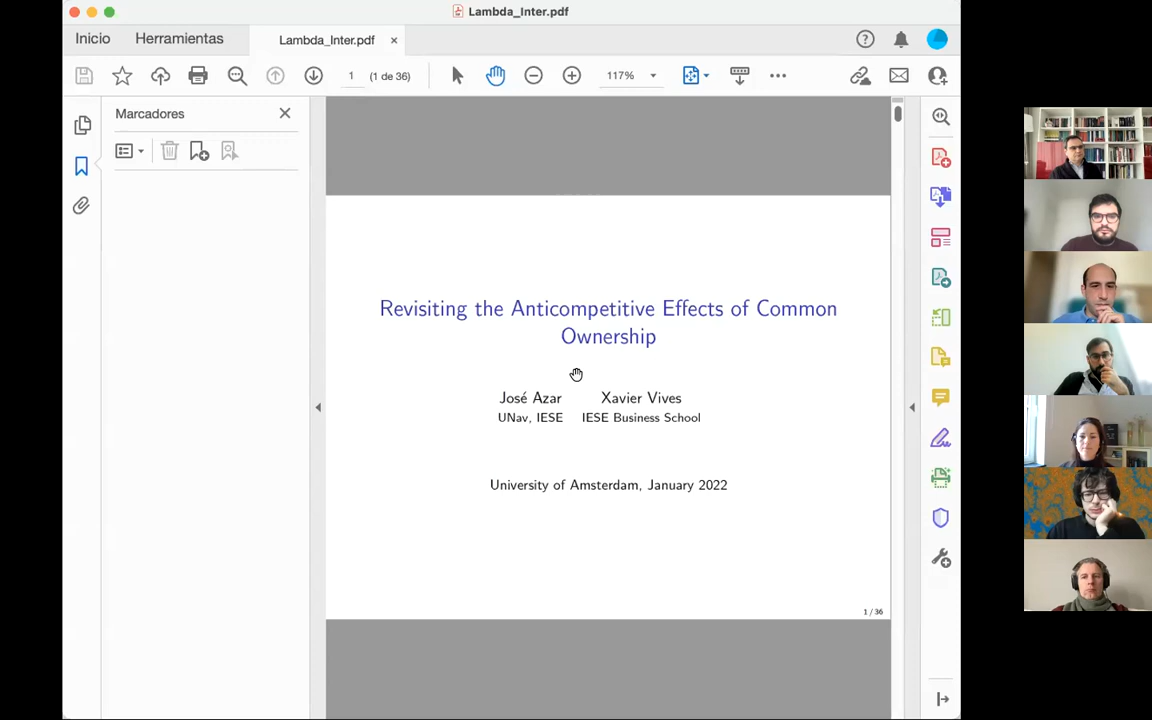 Lambda_Inter.pdf
Inicio Herramientas Lambda_Inter.pdf ×
1 (1 de 36) 117%
Marcadores
Revisiting the Anticompetitive Effects of Common
Ownership
José Azar Xavier Vives
UNav, IESE IESE Business School
University of Amsterdam, January 2022
1 / 36